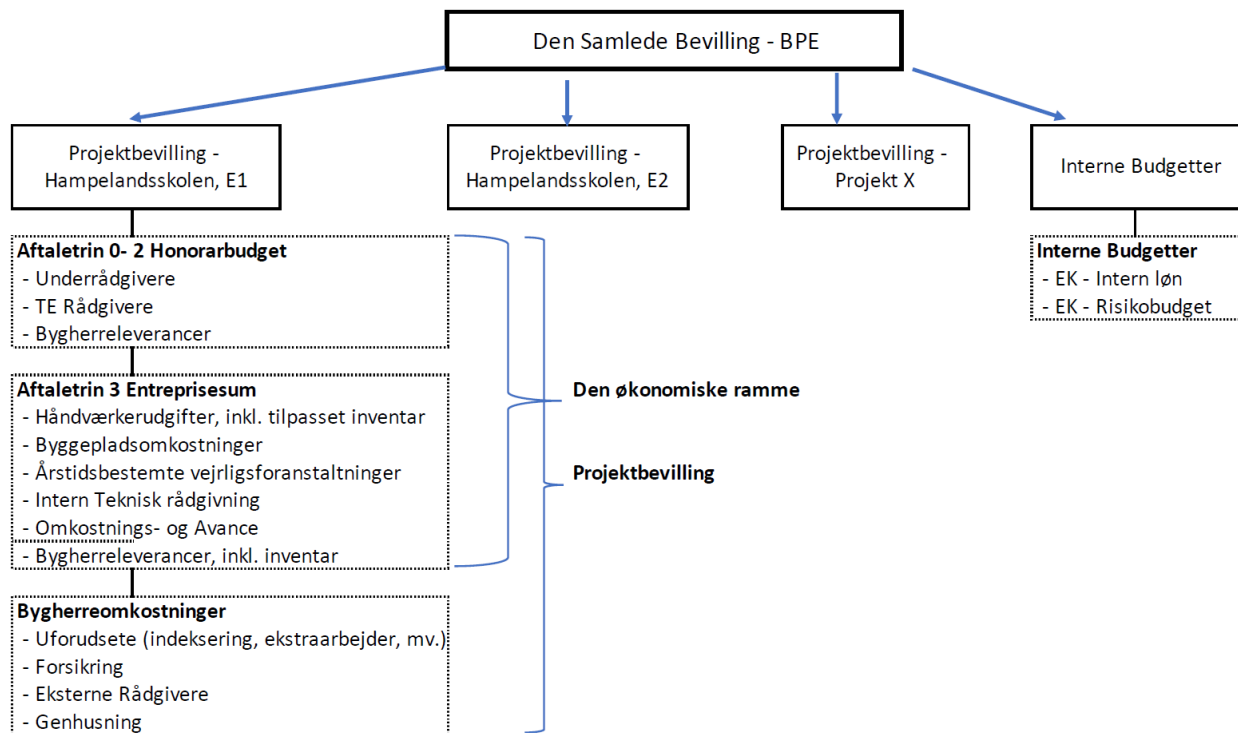 Den Samlede Bevilling - BPE
Projektbevilling -
Hampelandsskolen, E1
Projektbevilling -
Hampelandsskolen, E2
Projektbevilling -
Projekt X
Interne Budgetter
Aftaletrin 0- 2 Honorarbudget
- Underrådgivere
- TE Rådgivere
- Bygherreleverancer
Interne Budgetter
- EK - Intern løn
- EK - Risikobudget
Aftaletrin 3 Entreprisesum
- Håndværkerudgifter, inkl. tilpasset inventar
- Byggepladsomkostninger
- Årstidsbestemte vejrligsforanstaltninger
- Intern Teknisk rådgivning
- Omkostnings- og Avance
- Bygherreleverancer, inkl. inventar
Den økonomiske ramme
Projektbevilling
Bygherreomkostninger
- Uforudsete (indeksering, ekstraarbejder, mv.)
- Forsikring
- Eksterne Rådgivere
- Genhusning